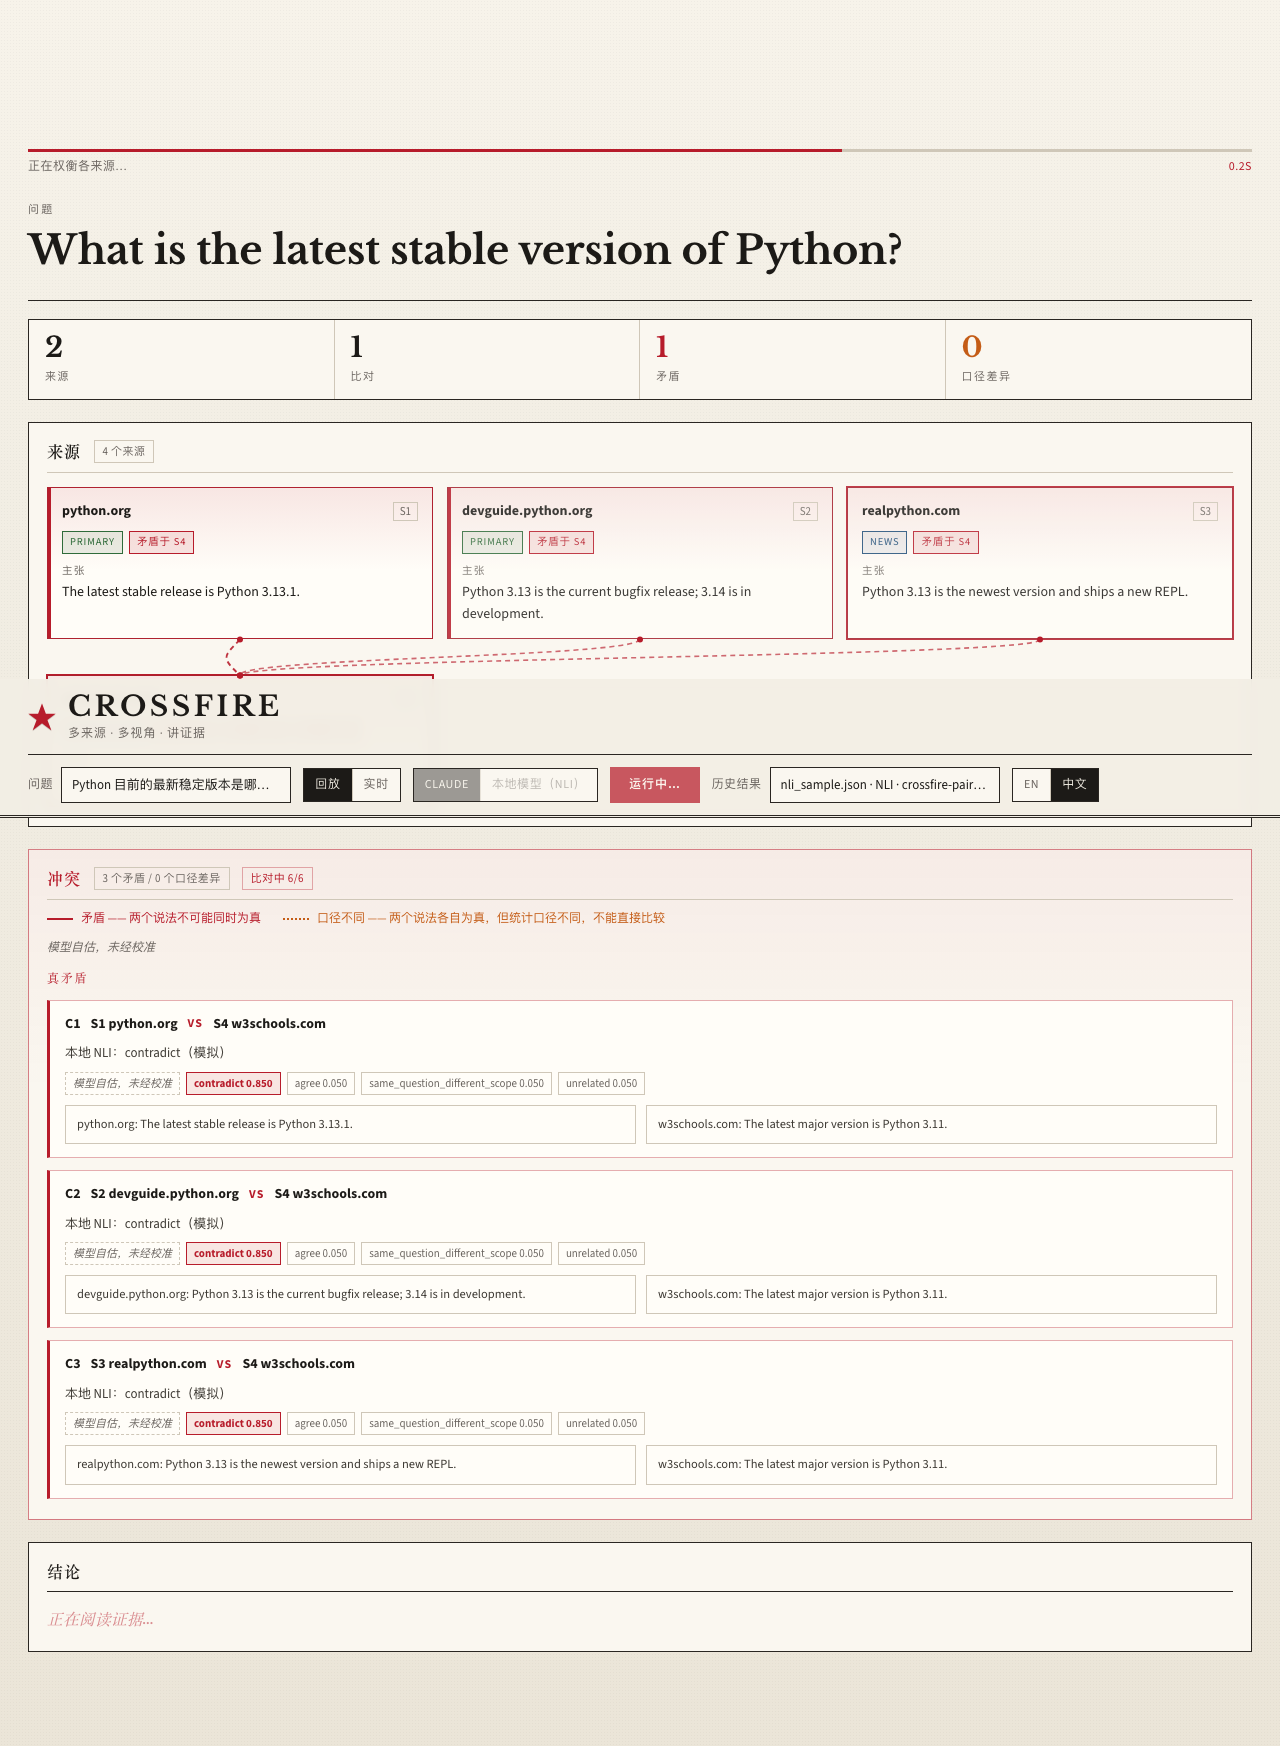 正在权衡各来源…
0.2S
问题
What is the latest stable version of Python?
2
来源
1
比对
1
矛盾
0
口径差异
来源
4 个来源
python.org
S1
PRIMARY
矛盾于 S4
主张
The latest stable release is Python 3.13.1.
devguide.python.org
S2
PRIMARY
矛盾于 S4
主张
Python 3.13 is the current bugfix release; 3.14 is in
development.
realpython.com
S3
NEWS
矛盾于 S4
主张
Python 3.13 is the newest version and ships a new REPL.
CROSSFIRE
多来源 · 多视角 · 讲证据
问题
Python 目前的最新稳定版本是哪…
回放
实时
CLAUDE
本地模型（NLI）
运行中…
历史结果
nli_sample.json · NLI · crossfire-pair…
EN
中文
冲突
3 个矛盾 / 0 个口径差异
比对中 6/6
矛盾 —— 两个说法不可能同时为真
口径不同 —— 两个说法各自为真，但统计口径不同，不能直接比较
模型自估，未经校准
真矛盾
C1 S1 python.org VS S4 w3schools.com
本地 NLI：contradict（模拟）
模型自估，未经校准
contradict 0.850
agree 0.050
same_question_different_scope 0.050
unrelated 0.050
python.org: The latest stable release is Python 3.13.1.
w3schools.com: The latest major version is Python 3.11.
C2 S2 devguide.python.org VS S4 w3schools.com
本地 NLI：contradict（模拟）
模型自估，未经校准
contradict 0.850
agree 0.050
same_question_different_scope 0.050
unrelated 0.050
devguide.python.org: Python 3.13 is the current bugfix release; 3.14 is in development.
w3schools.com: The latest major version is Python 3.11.
C3 S3 realpython.com VS S4 w3schools.com
本地 NLI：contradict（模拟）
模型自估，未经校准
contradict 0.850
agree 0.050
same_question_different_scope 0.050
unrelated 0.050
realpython.com: Python 3.13 is the newest version and ships a new REPL.
w3schools.com: The latest major version is Python 3.11.
结论
正在阅读证据…